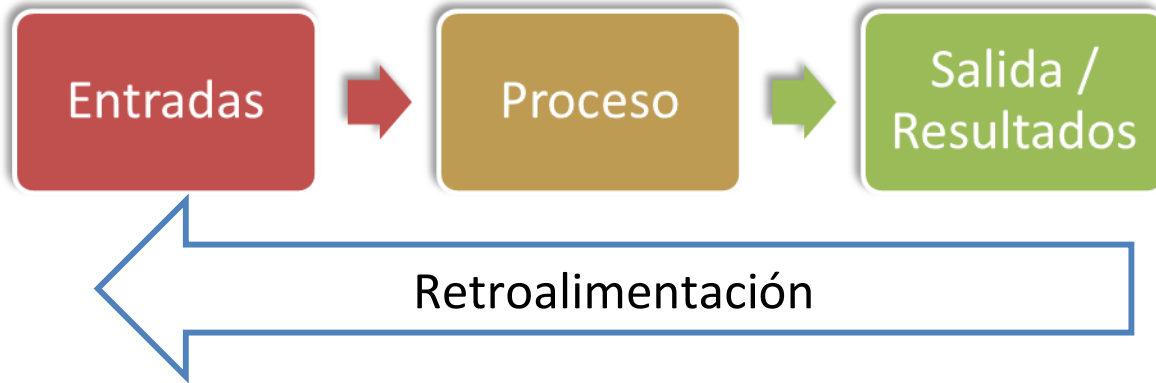 Entradas
Proceso
Salida /
Resultados
Retroalimentación